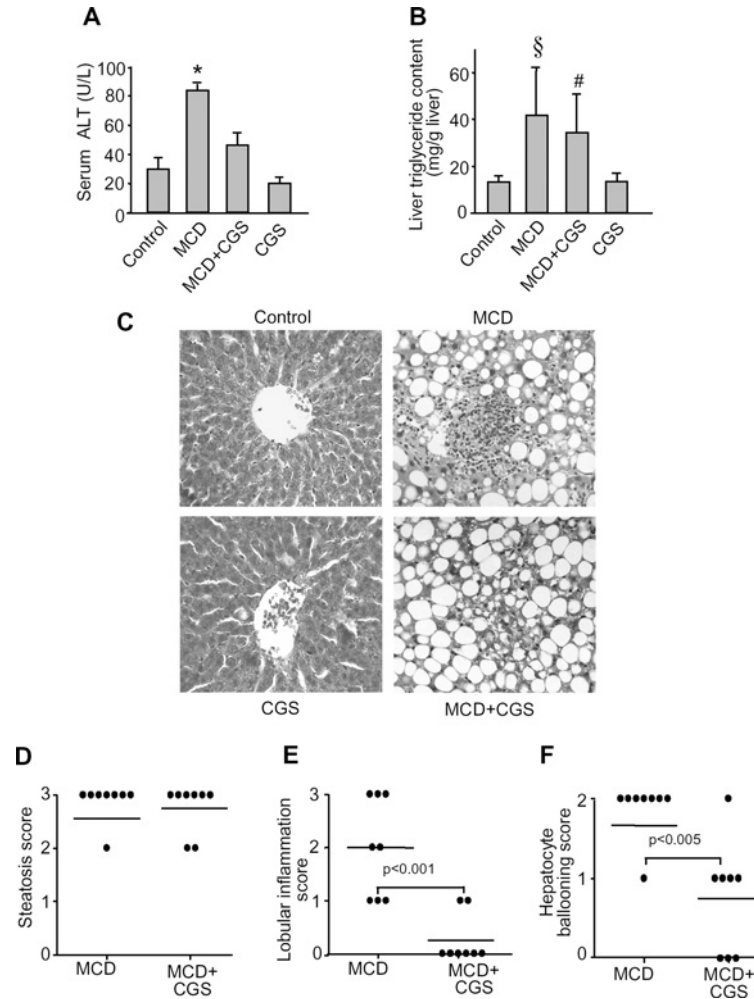 A
Serum ALT (U/L)
100
80
60
40
20
0
*
Control
MCD
MCD+CGS
CGS
B
Liver triglyceride content
(mg/g liver)
60
40
20
0
§
#
Control
MCD
MCD+CGS
CGS
C
Control
MCD
CGS
MCD+CGS
D
Steatosis score
3
2
1
0
MCD
MCD+
CGS
E
Lobular inflammation
score
3
2
1
0
p<0.001
MCD
MCD+
CGS
F
Hepatocyte
ballooning score
2
1
0
p<0.005
MCD
MCD+
CGS